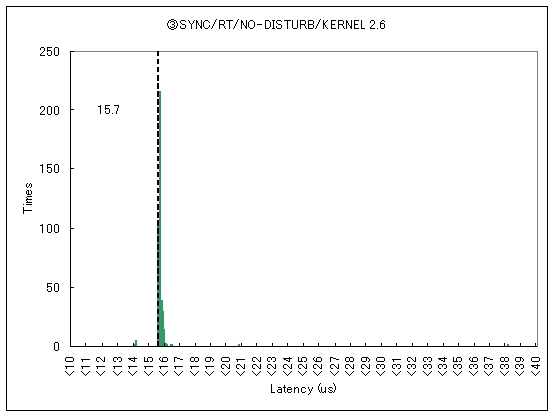 ③SYNC/RT/NO-DISTURB/KERNEL 2.6
250
200
150
100
50
0
15.7
Times
<10 <11 <12 <13 <14 <15 <16 <17 <18 <19 <20 <21 <22 <23 <24 <25 <26 <27 <28 <29 <30 <31 <32 <33 <34 <35 <36 <37 <38 <39 <40
Latency (us)